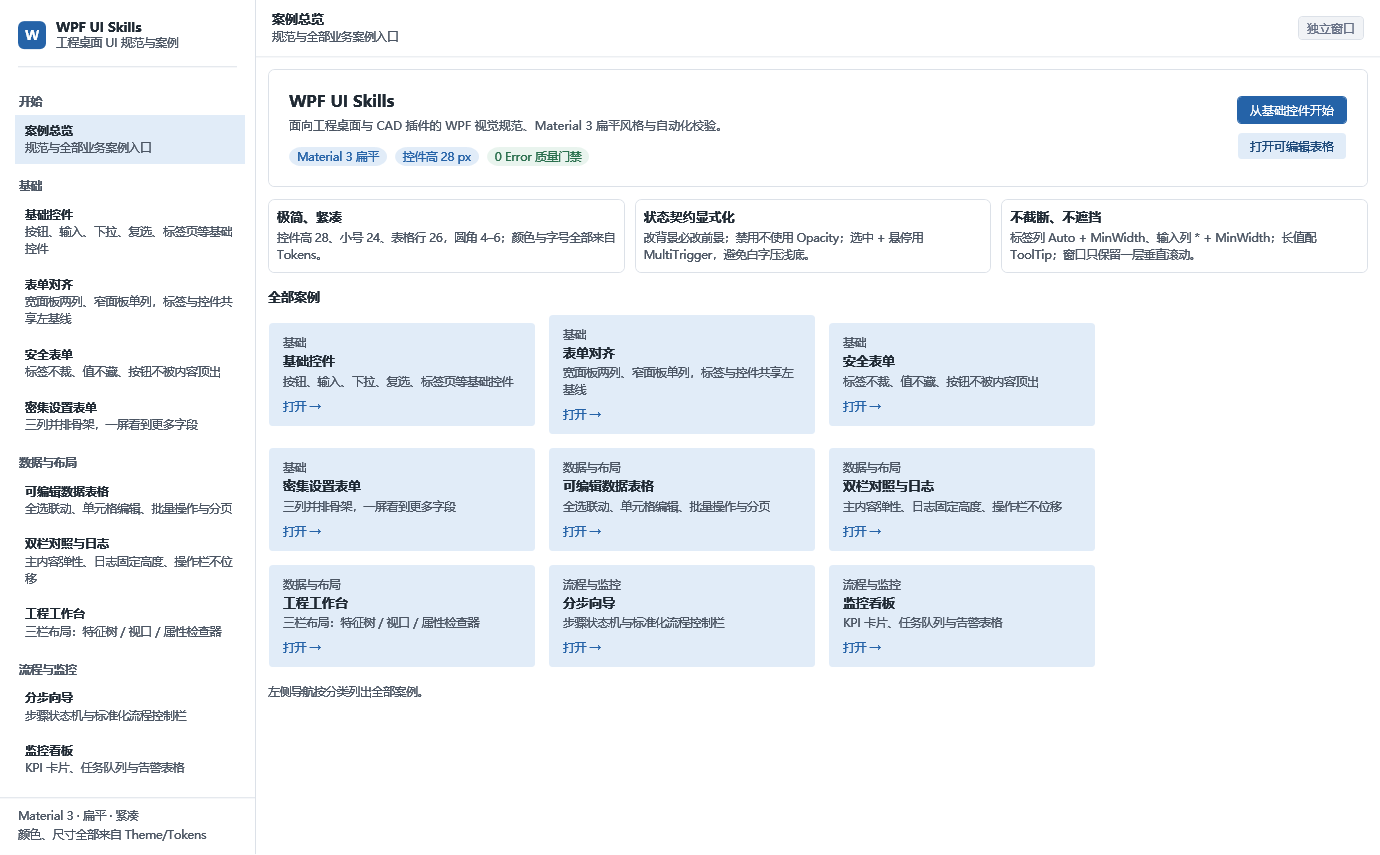 W
WPF UI Skills
工程桌面 UI 规范与案例
开始
案例总览
规范与全部业务案例入口
基础
基础控件
按钮、输入、下拉、复选、标签页等基础
控件
表单对齐
宽面板两列、窄面板单列，标签与控件共
享左基线
安全表单
标签不裁、值不藏、按钮不被内容顶出
密集设置表单
三列并排骨架，一屏看到更多字段
数据与布局
可编辑数据表格
全选联动、单元格编辑、批量操作与分页
双栏对照与日志
主内容弹性、日志固定高度、操作栏不位
移
工程工作台
三栏布局：特征树 / 视口 / 属性检查器
流程与监控
分步向导
步骤状态机与标准化流程控制栏
监控看板
KPI 卡片、任务队列与告警表格
Material 3 · 扁平 · 紧凑
颜色、尺寸全部来自 Theme/Tokens
案例总览
规范与全部业务案例入口
独立窗口
WPF UI Skills
面向工程桌面与 CAD 插件的 WPF 视觉规范、Material 3 扁平风格与自动化校验。
Material 3 扁平
控件高 28 px
0 Error 质量门禁
从基础控件开始
打开可编辑表格
极简、紧凑
控件高 28、小号 24、表格行 26，圆角 4–6；颜色与字号全部来自
Tokens。
状态契约显式化
改背景必改前景；禁用不使用 Opacity；选中 + 悬停用
MultiTrigger，避免白字压浅底。
不截断、不遮挡
标签列 Auto + MinWidth、输入列 * + MinWidth；长值配
ToolTip；窗口只保留一层垂直滚动。
全部案例
基础
基础控件
按钮、输入、下拉、复选、标签页等基础控件
打开 →
基础
表单对齐
宽面板两列、窄面板单列，标签与控件共享左
基线
打开 →
基础
安全表单
标签不裁、值不藏、按钮不被内容顶出
打开 →
基础
密集设置表单
三列并排骨架，一屏看到更多字段
打开 →
数据与布局
可编辑数据表格
全选联动、单元格编辑、批量操作与分页
打开 →
数据与布局
双栏对照与日志
主内容弹性、日志固定高度、操作栏不位移
打开 →
数据与布局
工程工作台
三栏布局：特征树 / 视口 / 属性检查器
打开 →
流程与监控
分步向导
步骤状态机与标准化流程控制栏
打开 →
流程与监控
监控看板
KPI 卡片、任务队列与告警表格
打开 →
左侧导航按分类列出全部案例。